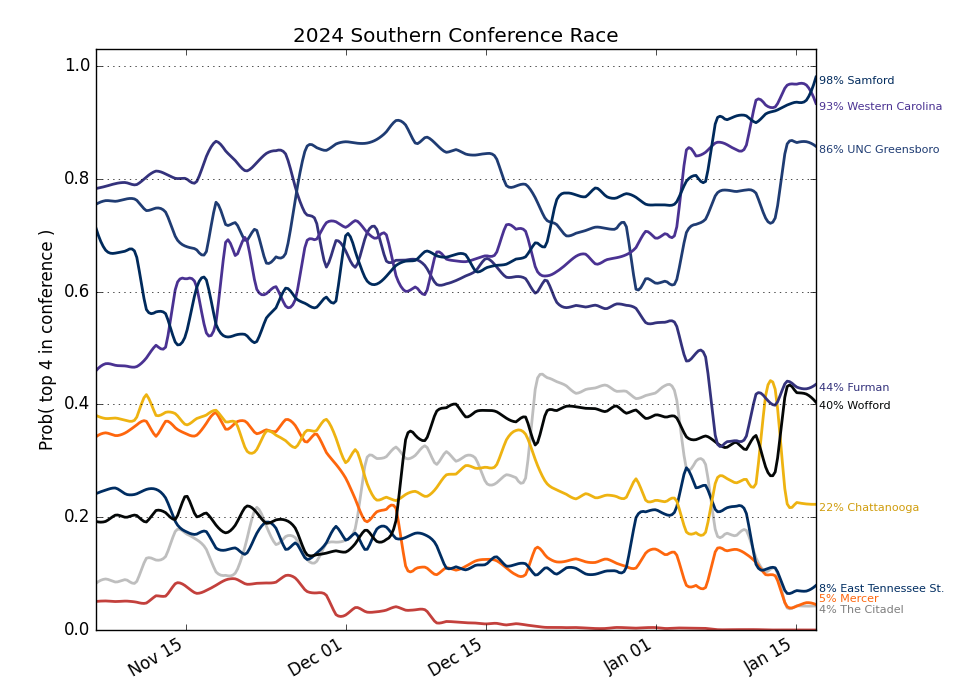 2024 Southern Conference Race
Prob( top 4 in conference )
1.0
0.8
0.6
0.4
0.2
0.0
Nov 15
Dec 01
Dec 15
Jan 01
Jan 15
98% Samford
93% Western Carolina
86% UNC Greensboro
44% Furman
40% Wofford
22% Chattanooga
8% East Tennessee St.
5% Mercer
4% The Citadel